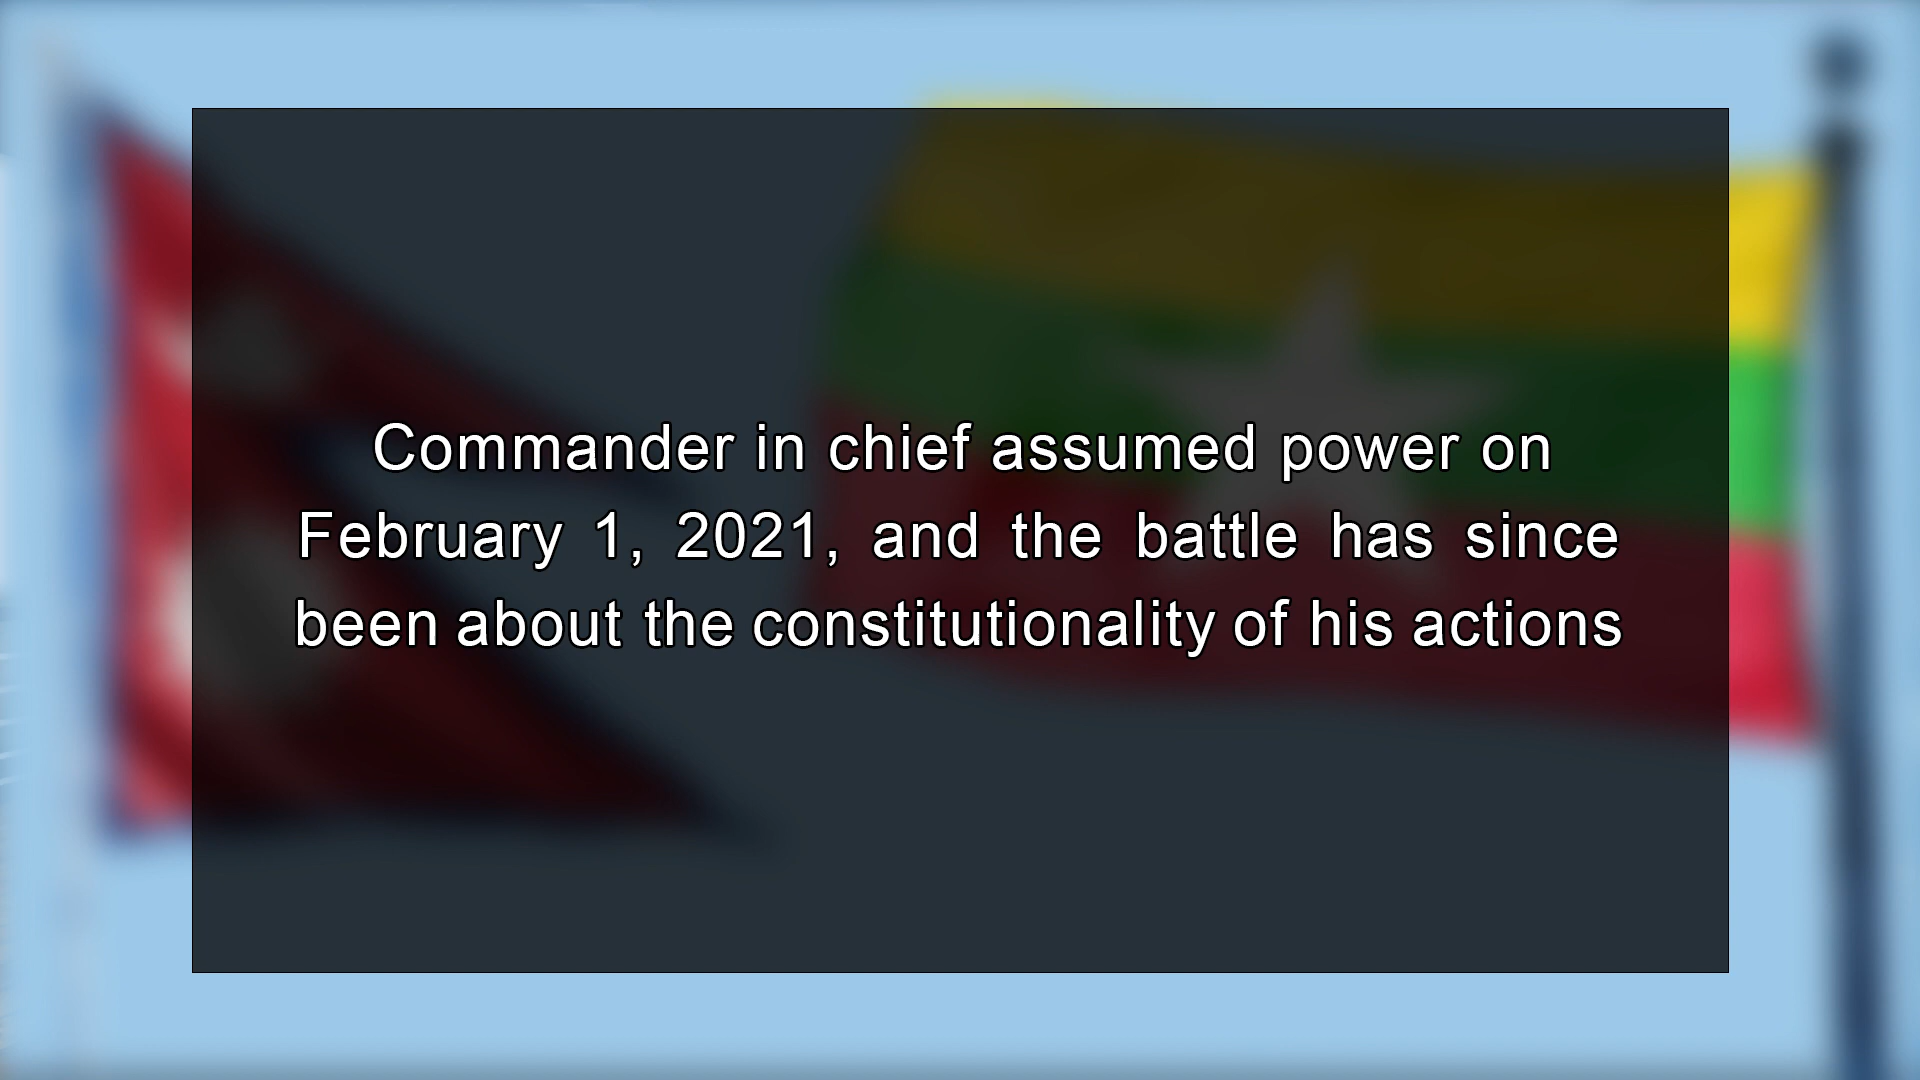 Commander in chief assumed power on
February 1, 2021, and the battle has since
been about the constitutionality of his actions